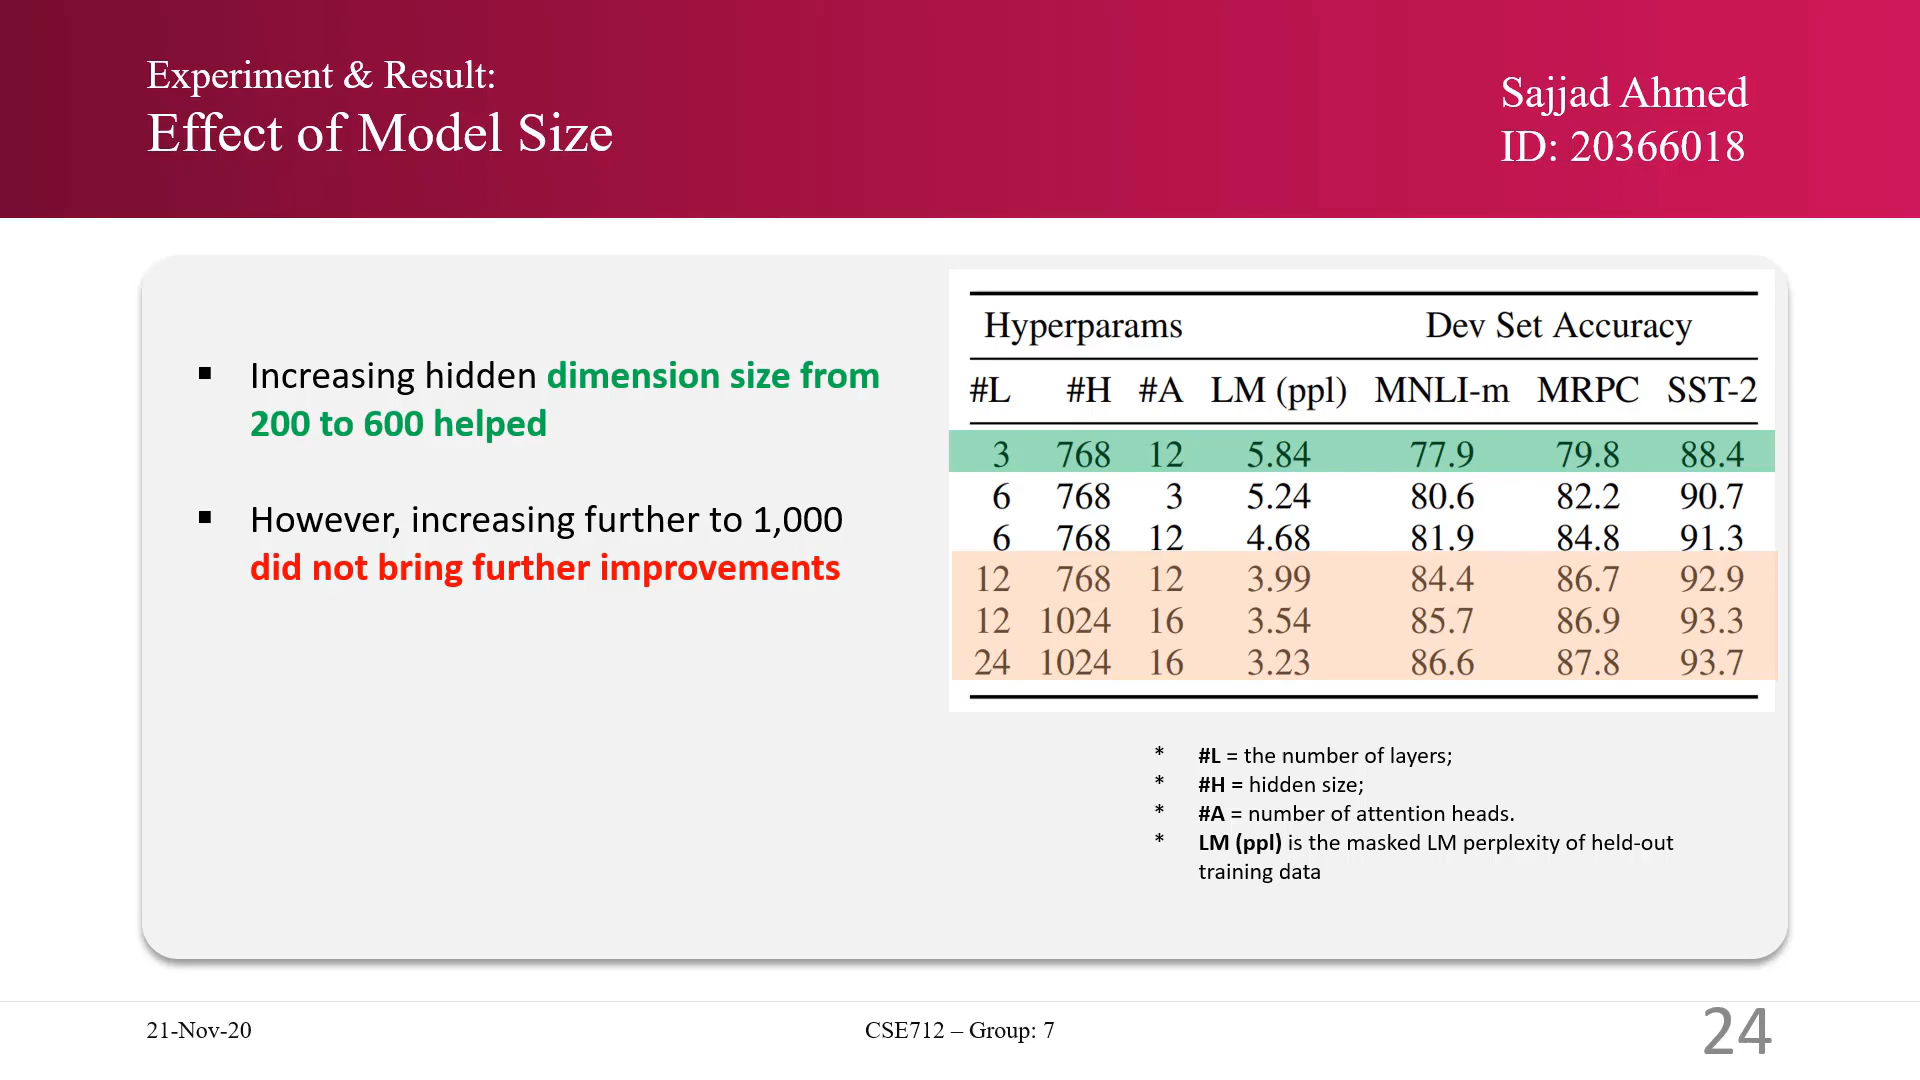 Experiment & Result:
Effect of Model Size
Sajjad Ahmed
ID: 20366018
▪ Increasing hidden dimension size from
200 to 600 helped
▪ However, increasing further to 1,000
did not bring further improvements
Hyperparams Dev Set Accuracy
#L #H #A LM (ppl) MNLI-m MRPC SST-2
3 768 12 5.84 77.9 79.8 88.4
6 768 3 5.24 80.6 82.2 90.7
6 768 12 4.68 81.9 84.8 91.3
12 768 12 3.99 84.4 86.7 92.9
12 1024 16 3.54 85.7 86.9 93.3
24 1024 16 3.23 86.6 87.8 93.7
* #L = the number of layers;
* #H = hidden size;
* #A = number of attention heads.
* LM (ppl) is the masked LM perplexity of held-out
training data
21-Nov-20
CSE712 – Group: 7
24